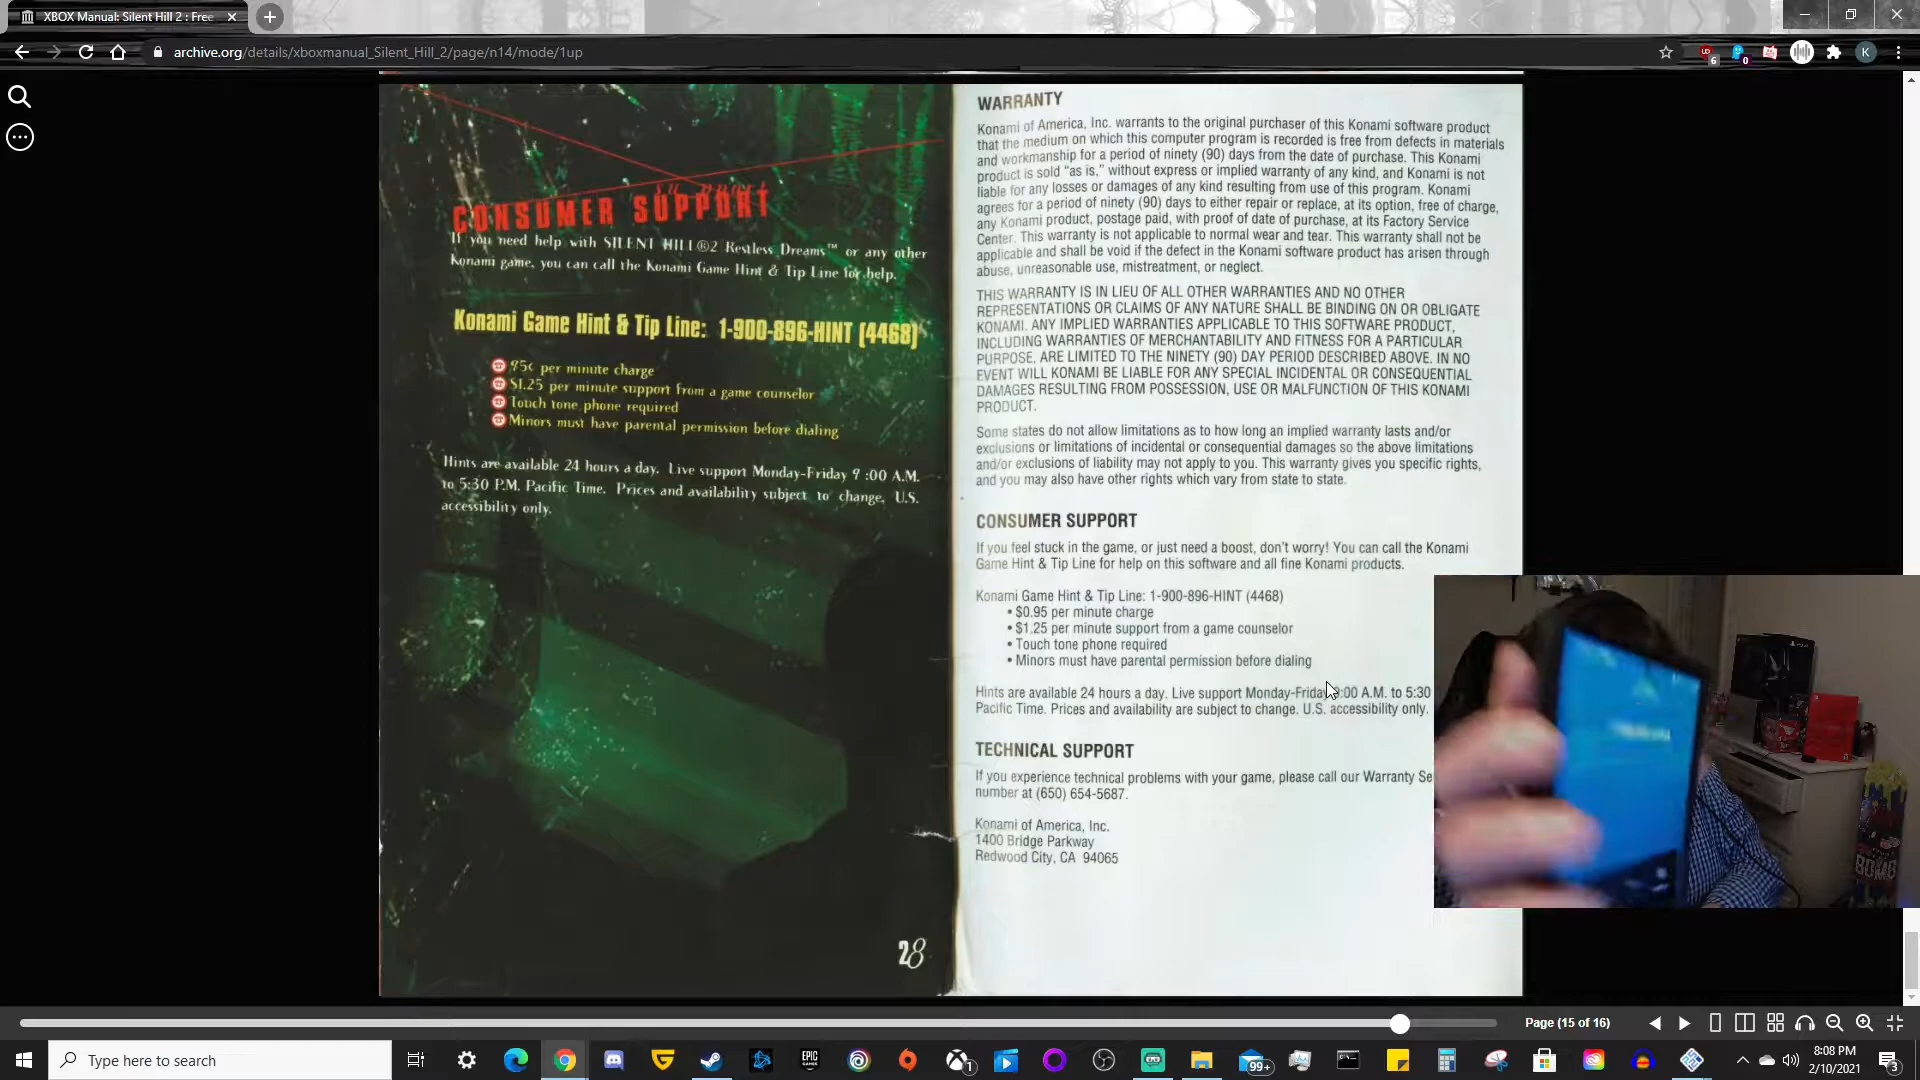 XBOX Manual: Silent Hill 2 : Free
archive.org/details/xboxmanual_Silent_Hill_2/page/n14/mode/1up
6
0
K
CONSUMER SUPPORT
If you need help with SILENT HILL®2 Restless Dreams™ or any other
Konami game, you can call the Konami Game Hint & Tip Line for help.
Konami Game Hint & Tip Line: 1-900-896-HINT (4468)
95¢ per minute charge
$1.25 per minute support from a game counselor
Touch tone phone required
Minors must have parental permission before dialing
Hints are available 24 hours a day. Live support Monday-Friday 9 :00 A.M.
to 5:30 P.M. Pacific Time. Prices and availability subject to change. U.S.
accessibility only.
28
WARRANTY
Konami of America, Inc. warrants to the original purchaser of this Konami software product
that the medium on which this computer program is recorded is free from defects in materials
and workmanship for a period of ninety (90) days from the date of purchase. This Konami
product is sold "as is," without express or implied warranty of any kind, and Konami is not
liable for any losses or damages of any kind resulting from use of this program. Konami
agrees for a period of ninety (90) days to either repair or replace, at its option, free of charge,
any Konami product, postage paid, with proof of date of purchase, at its Factory Service
Center. This warranty is not applicable to normal wear and tear. This warranty shall not be
applicable and shall be void if the defect in the Konami software product has arisen through
abuse, unreasonable use, mistreatment, or neglect.
THIS WARRANTY IS IN LIEU OF ALL OTHER WARRANTIES AND NO OTHER
REPRESENTATIONS OR CLAIMS OF ANY NATURE SHALL BE BINDING ON OR OBLIGATE
KONAMI. ANY IMPLIED WARRANTIES APPLICABLE TO THIS SOFTWARE PRODUCT,
INCLUDING WARRANTIES OF MERCHANTABILITY AND FITNESS FOR A PARTICULAR
PURPOSE, ARE LIMITED TO THE NINETY (90) DAY PERIOD DESCRIBED ABOVE. IN NO
EVENT WILL KONAMI BE LIABLE FOR ANY SPECIAL INCIDENTAL OR CONSEQUENTIAL
DAMAGES RESULTING FROM POSSESSION, USE OR MALFUNCTION OF THIS KONAMI
PRODUCT.
Some states do not allow limitations as to how long an implied warranty lasts and/or
exclusions or limitations of incidental or consequential damages so the above limitations
and/or exclusions of liability may not apply to you. This warranty gives you specific rights,
and you may also have other rights which vary from state to state.
CONSUMER SUPPORT
If you feel stuck in the game, or just need a boost, don't worry! You can call the Konami
Game Hint & Tip Line for help on this software and all fine Konami products.
Konami Game Hint & Tip Line: 1-900-896-HINT (4468)
• $0.95 per minute charge
• $1.25 per minute support from a game counselor
• Touch tone phone required
• Minors must have parental permission before dialing
Hints are available 24 hours a day. Live support Monday-Friday 9:00 A.M. to 5:30
Pacific Time. Prices and availability are subject to change. U.S. accessibility only.
TECHNICAL SUPPORT
If you experience technical problems with your game, please call our Warranty Se
number at (650) 654-5687.
Konami of America, Inc.
1400 Bridge Parkway
Redwood City, CA 94065
BOMB
Page (15 of 16)
Type here to search
EPIC
GAMES
1
99+
8:08 PM
2/10/2021
3